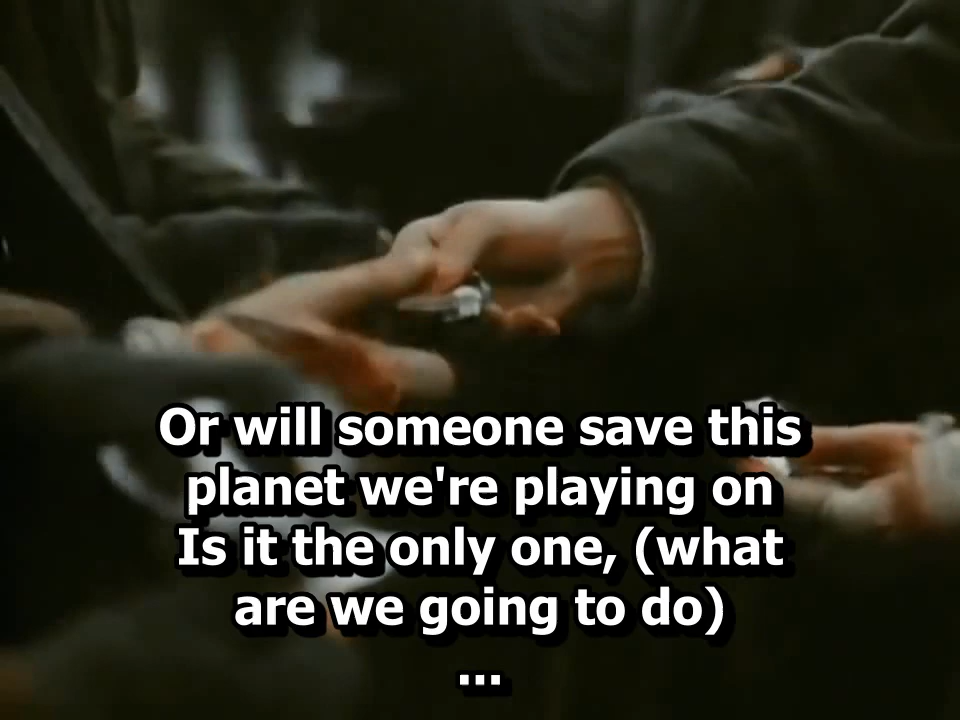 Or will someone save this
planet we're playing on
Is it the only one, (what
are we going to do)
...